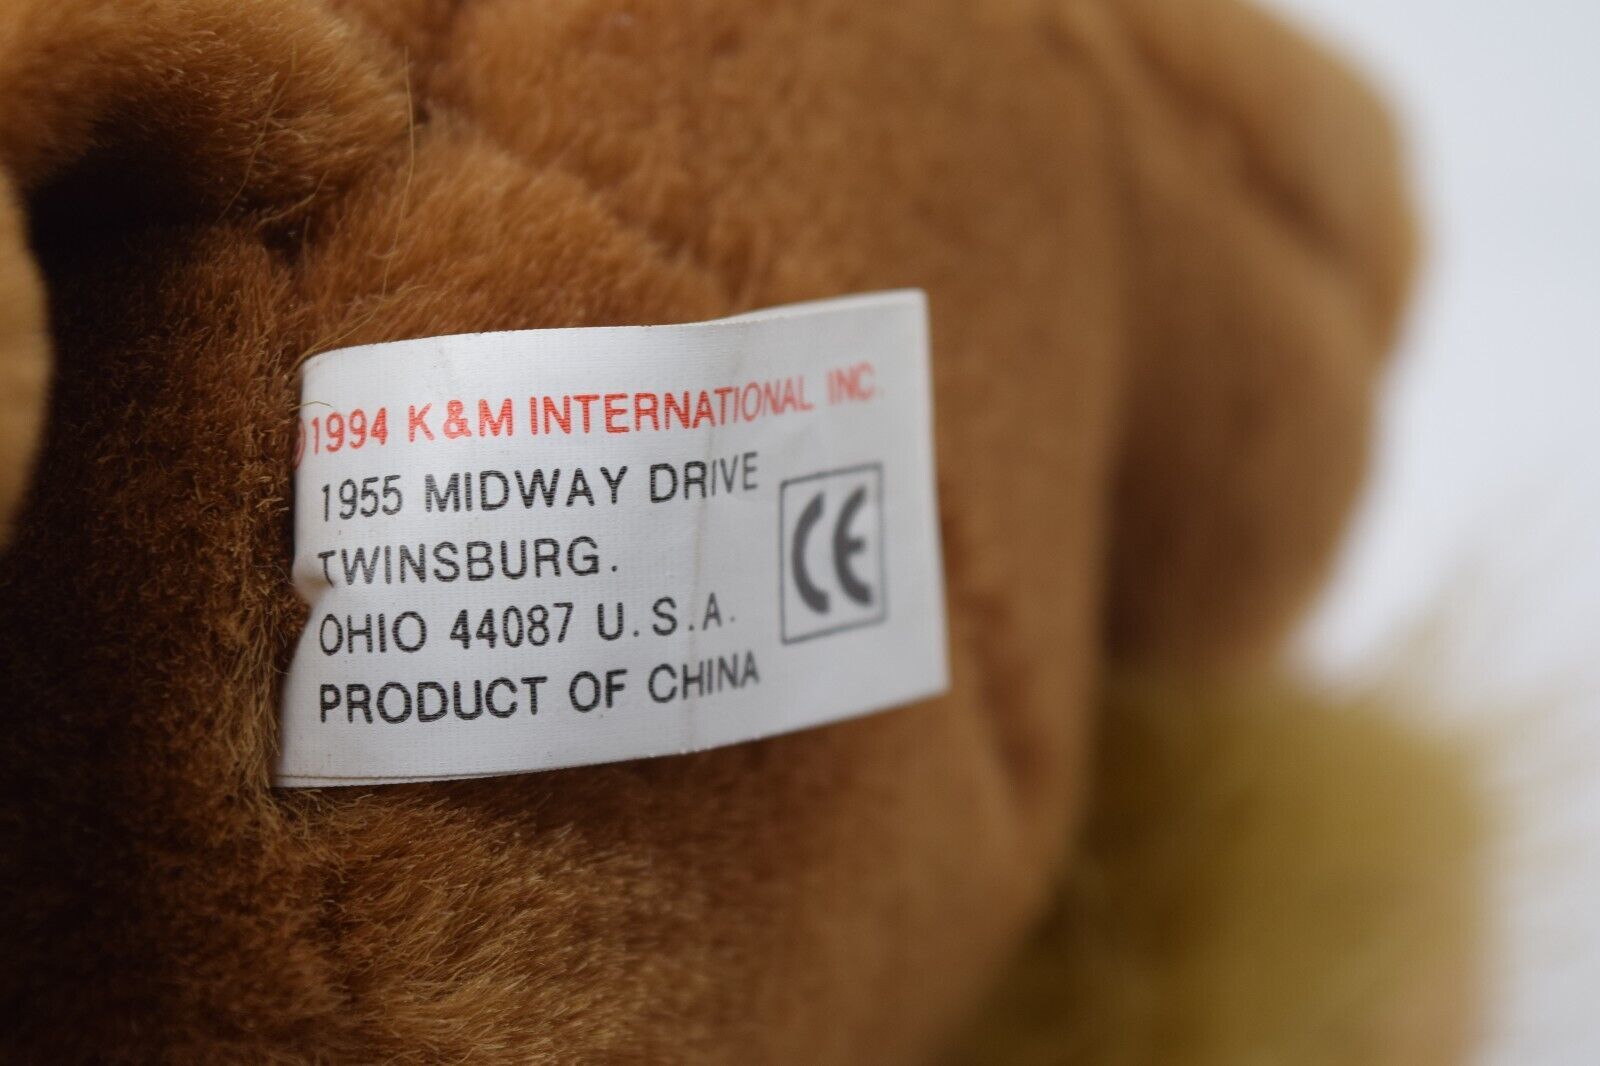 ©1994 K & M INTERNATIONAL INC.
1955 MIDWAY DRIVE
TWINSBURG.
OHIO 44087 U.S.A.
PRODUCT OF CHINA
CE